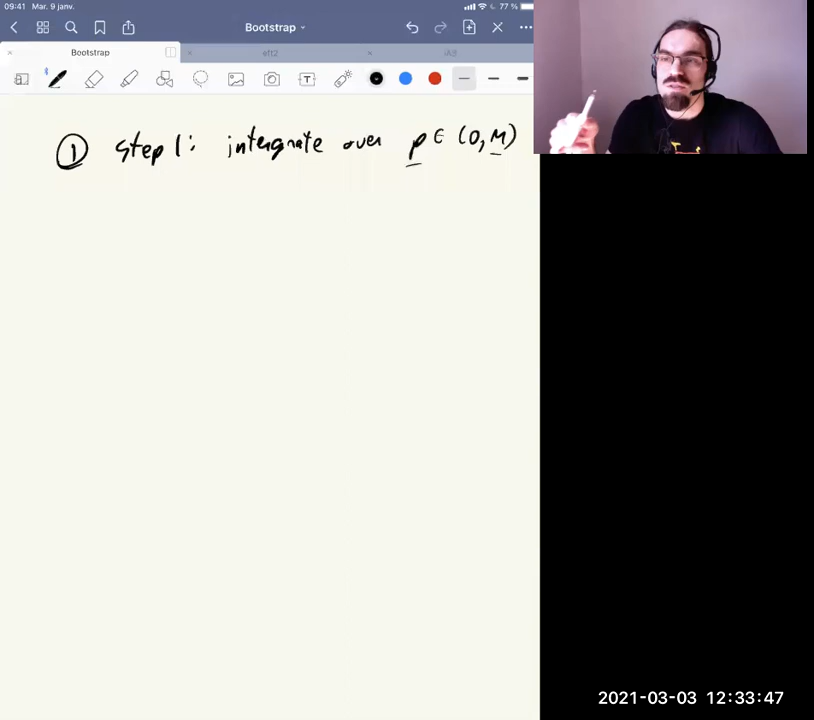 09:41 Mar. 9 janv. 77 %
Bootstrap
Bootstrap eft2
① step 1: integrate over p ∈ (0, M)
2021-03-03 12:33:47